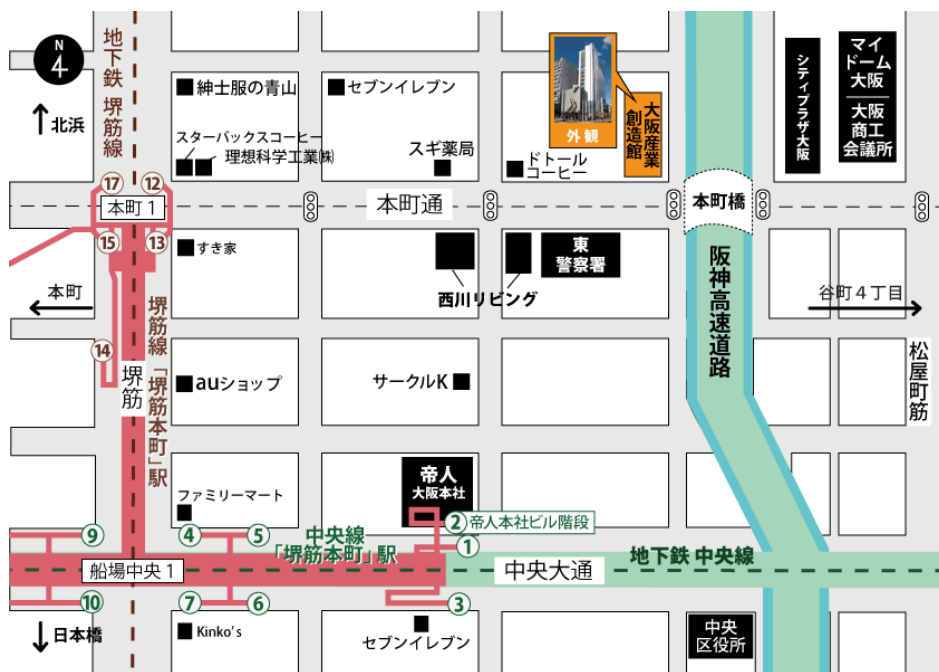 N
4
地下鉄 堺筋線
北浜
紳士服の青山
セブンイレブン
スターバックスコーヒー
理想科学工業㈱
スギ薬局
ドトール
コーヒー
外観
大阪産業
創造館
シティプラザ大阪
マイ
ドーム
大阪
大阪
商工
会議所
17
12
本町1
本町通
本町橋
15
13
すき家
西川リビング
東
警察署
本町
阪神高速道路
谷町4丁目
14
堺筋
堺筋線「堺筋本町」駅
auショップ
サークルK
松屋町筋
ファミリーマート
帝人
大阪本社
2
帝人本社ビル階段
9
4
5
中央線
「堺筋本町」駅
1
船場中央1
中央大通
地下鉄 中央線
10
7
6
3
日本橋
Kinko's
セブンイレブン
中央
区役所